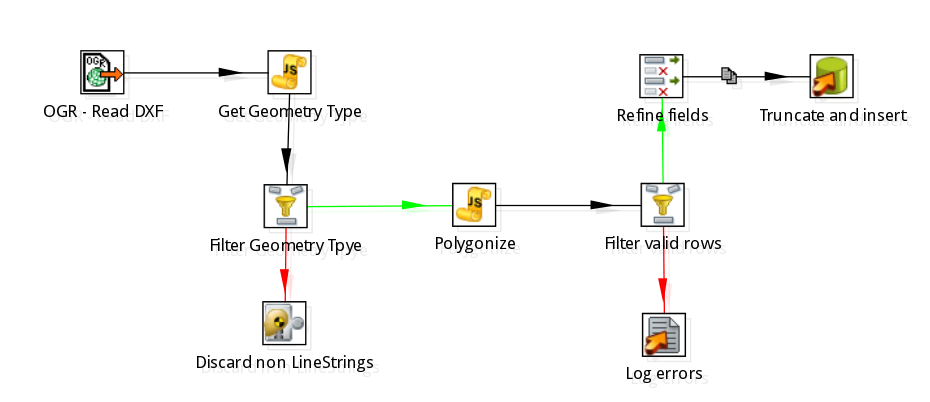 OGR
JS
OGR - Read DXF
Get Geometry Type
Refine fields
Truncate and insert
JS
Filter Geometry Tpye
Polygonize
Filter valid rows
Discard non LineStrings
Log errors